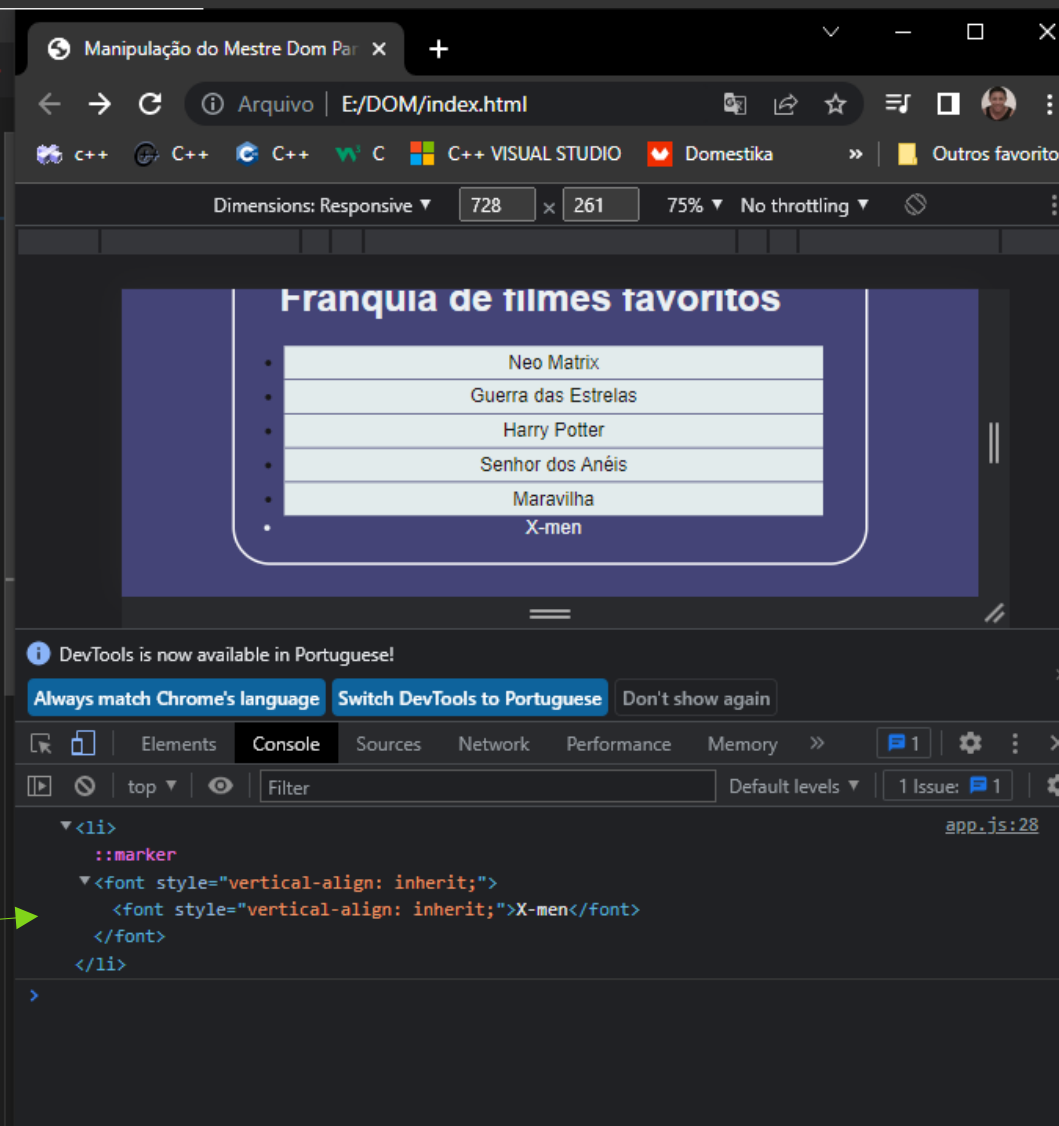 Manipulação do Mestre Dom Par
Arquivo | E:/DOM/index.html
c++ C++ C++ C C++ VISUAL STUDIO Domestika » Outros favorito
Dimensions: Responsive ▼ 728 × 261 75% ▼ No throttling ▼
Franquia de filmes favoritos
Neo Matrix
Guerra das Estrelas
Harry Potter
Senhor dos Anéis
Maravilha
X-men
DevTools is now available in Portuguese!
Always match Chrome's language Switch DevTools to Portuguese Don't show again
Elements Console Sources Network Performance Memory » 1
top ▼ Filter Default levels ▼ 1 Issue: 1
▼<li> app.js:28
::marker
▼<font style="vertical-align: inherit;">
<font style="vertical-align: inherit;">X-men</font>
</font>
</li>
>